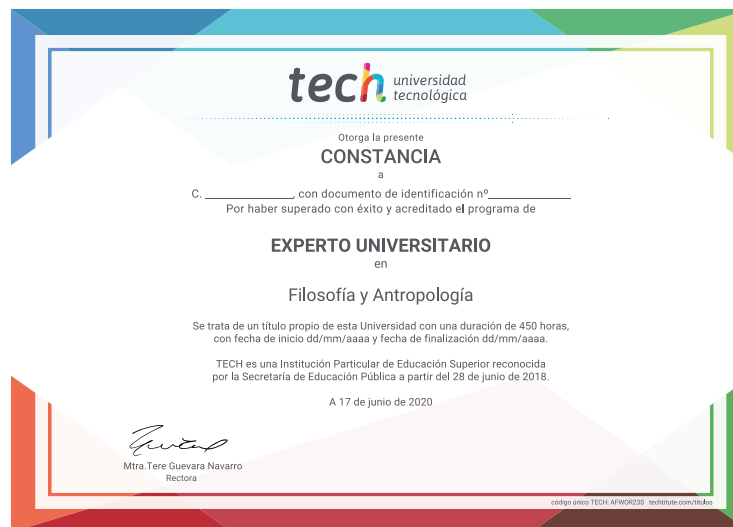 tech universidad
tecnológica
Otorga la presente
CONSTANCIA
a
C. ______________, con documento de identificación nº______________
Por haber superado con éxito y acreditado el programa de
EXPERTO UNIVERSITARIO
en
Filosofía y Antropología
Se trata de un título propio de esta Universidad con una duración de 450 horas,
con fecha de inicio dd/mm/aaaa y fecha de finalización dd/mm/aaaa.
TECH es una Institución Particular de Educación Superior reconocida
por la Secretaría de Educación Pública a partir del 28 de junio de 2018.
A 17 de junio de 2020
Mtra.Tere Guevara Navarro
Rectora
código único TECH: AFWOR23S techtitute.com/titulos